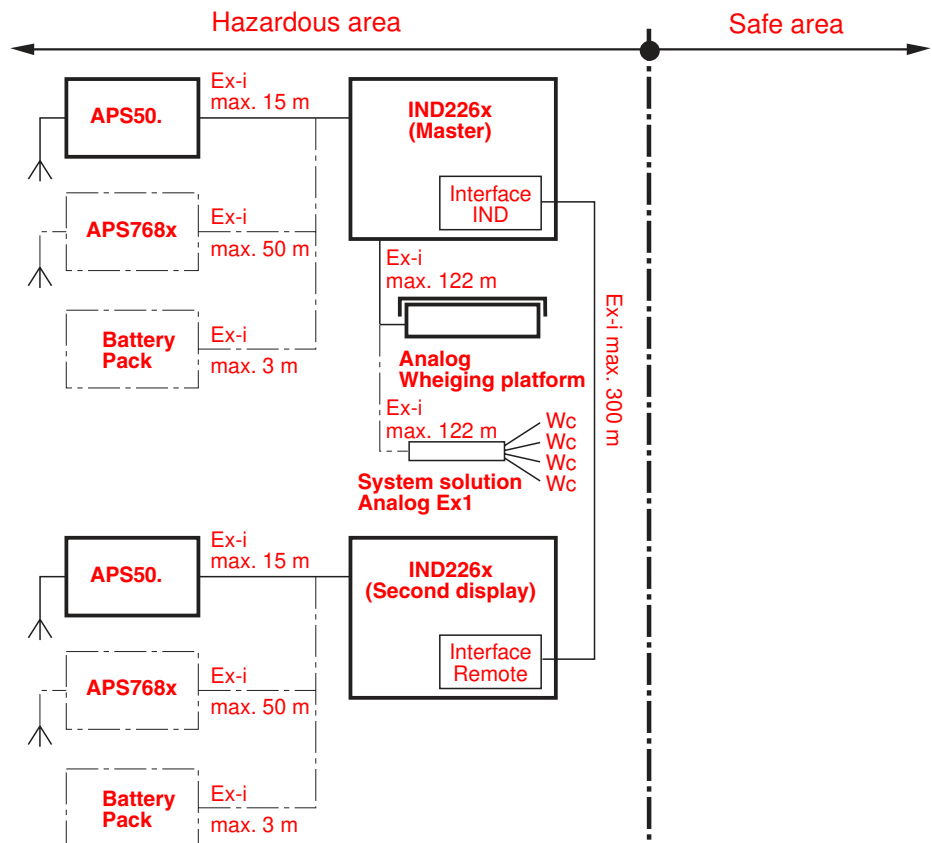 Hazardous area
Safe area
Ex-i
max. 15 m
APS50.
IND226x
(Master)
Interface
IND
Ex-i
APS768x
max. 50 m
Ex-i
max. 122 m
Battery
Pack
Ex-i
max. 3 m
Analog
Wheiging platform
Ex-i max. 300 m
Ex-i
max. 122 m
Wc
Wc
Wc
Wc
System solution
Analog Ex1
Ex-i
max. 15 m
APS50.
IND226x
(Second display)
Interface
Remote
Ex-i
APS768x
max. 50 m
Battery
Pack
Ex-i
max. 3 m